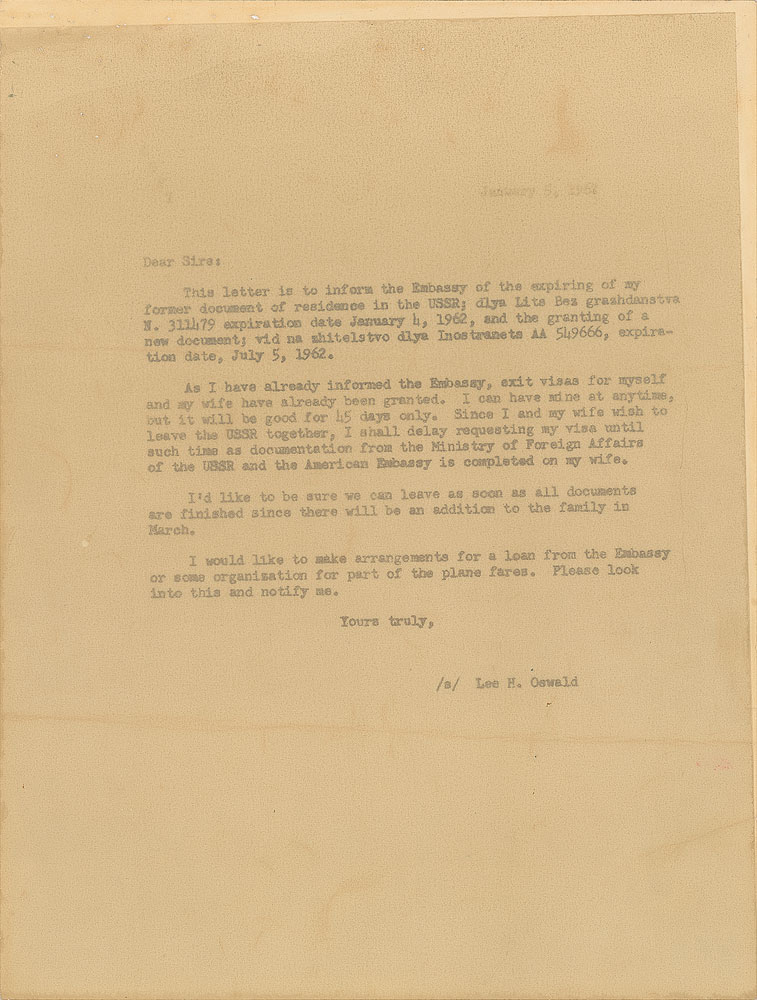 January 5, 1962
Dear Sirs:
This letter is to inform the Embassy of the expiring of my
former document of residence in the USSR; dlya Lits Bez grazhdanstva
N. 311479 expiration date January 4, 1962, and the granting of a
new document; vid na zhitelstvo dlya Inostranets AA 549666, expira-
tion date, July 5, 1962.
As I have already informed the Embassy, exit visas for myself
and my wife have already been granted. I can have mine at anytime,
but it will be good for 45 days only. Since I and my wife wish to
leave the USSR together, I shall delay requesting my visa until
such time as documentation from the Ministry of Foreign Affairs
of the USSR and the American Embassy is completed on my wife.
I'd like to be sure we can leave as soon as all documents
are finished since there will be an addition to the family in
March.
I would like to make arrangements for a loan from the Embassy
or some organization for part of the plane fares. Please look
into this and notify me.
Yours truly,
/s/ Lee H. Oswald